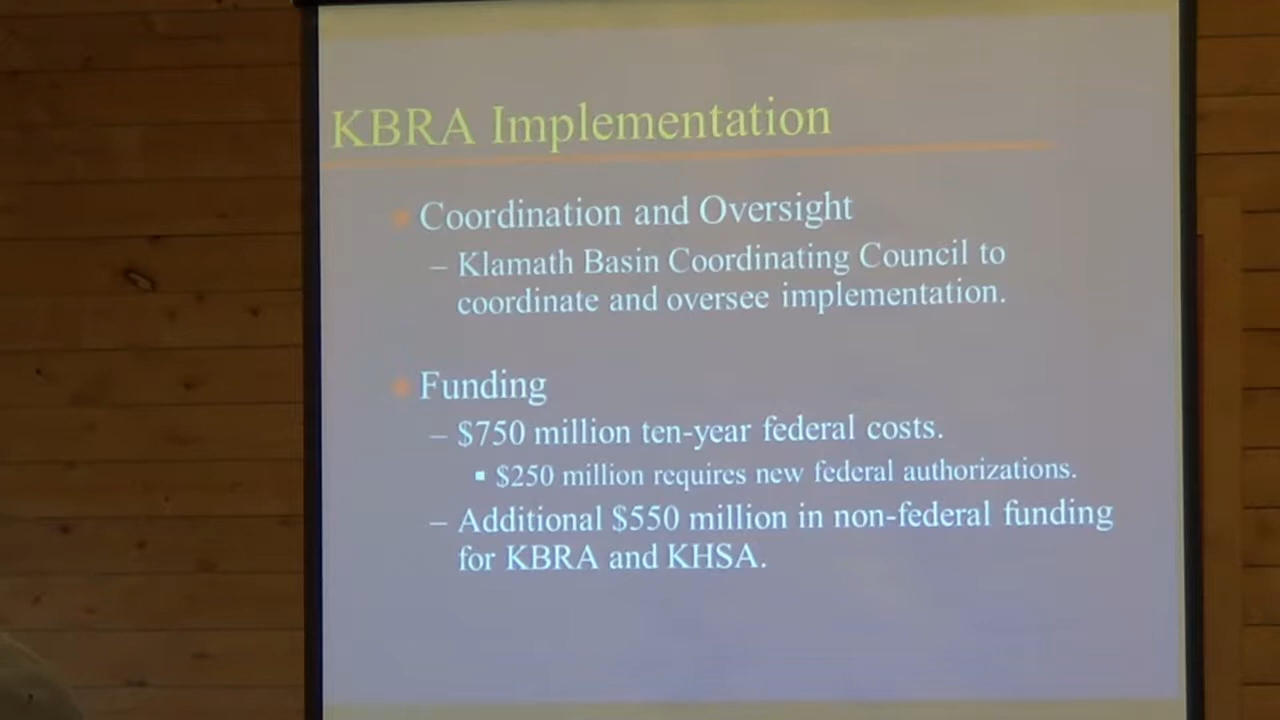 KBRA Implementation
Coordination and Oversight
– Klamath Basin Coordinating Council to
coordinate and oversee implementation.
Funding
– $750 million ten-year federal costs.
▪ $250 million requires new federal authorizations.
– Additional $550 million in non-federal funding
for KBRA and KHSA.